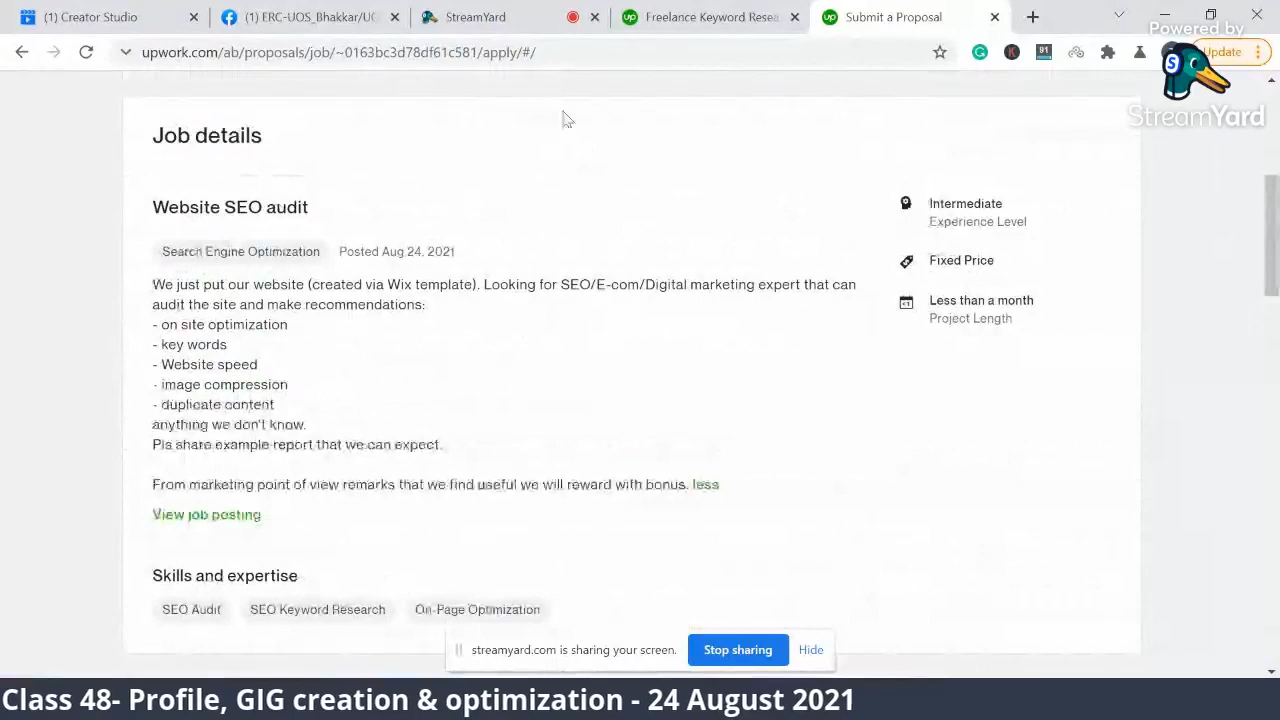 (1) Creator Studio
(1) ERC-UOS_Bhakkar/UG
StreamYard
Freelance Keyword Resea
Submit a Proposal
Powered by
upwork.com/ab/proposals/job/~0163bc3d78df61c581/apply/#/
91
Update
StreamYard
Job details
Website SEO audit
Search Engine Optimization
Posted Aug 24, 2021
We just put our website (created via Wix template). Looking for SEO/E-com/Digital marketing expert that can
audit the site and make recommendations:
- on site optimization
- key words
- Website speed
- image compression
- duplicate content
anything we don't know.
Pls share example report that we can expect.
From marketing point of view remarks that we find useful we will reward with bonus. less
View job posting
Intermediate
Experience Level
Fixed Price
Less than a month
Project Length
Skills and expertise
SEO Audit
SEO Keyword Research
On-Page Optimization
streamyard.com is sharing your screen.
Stop sharing
Hide
Class 48- Profile, GIG creation & optimization - 24 August 2021